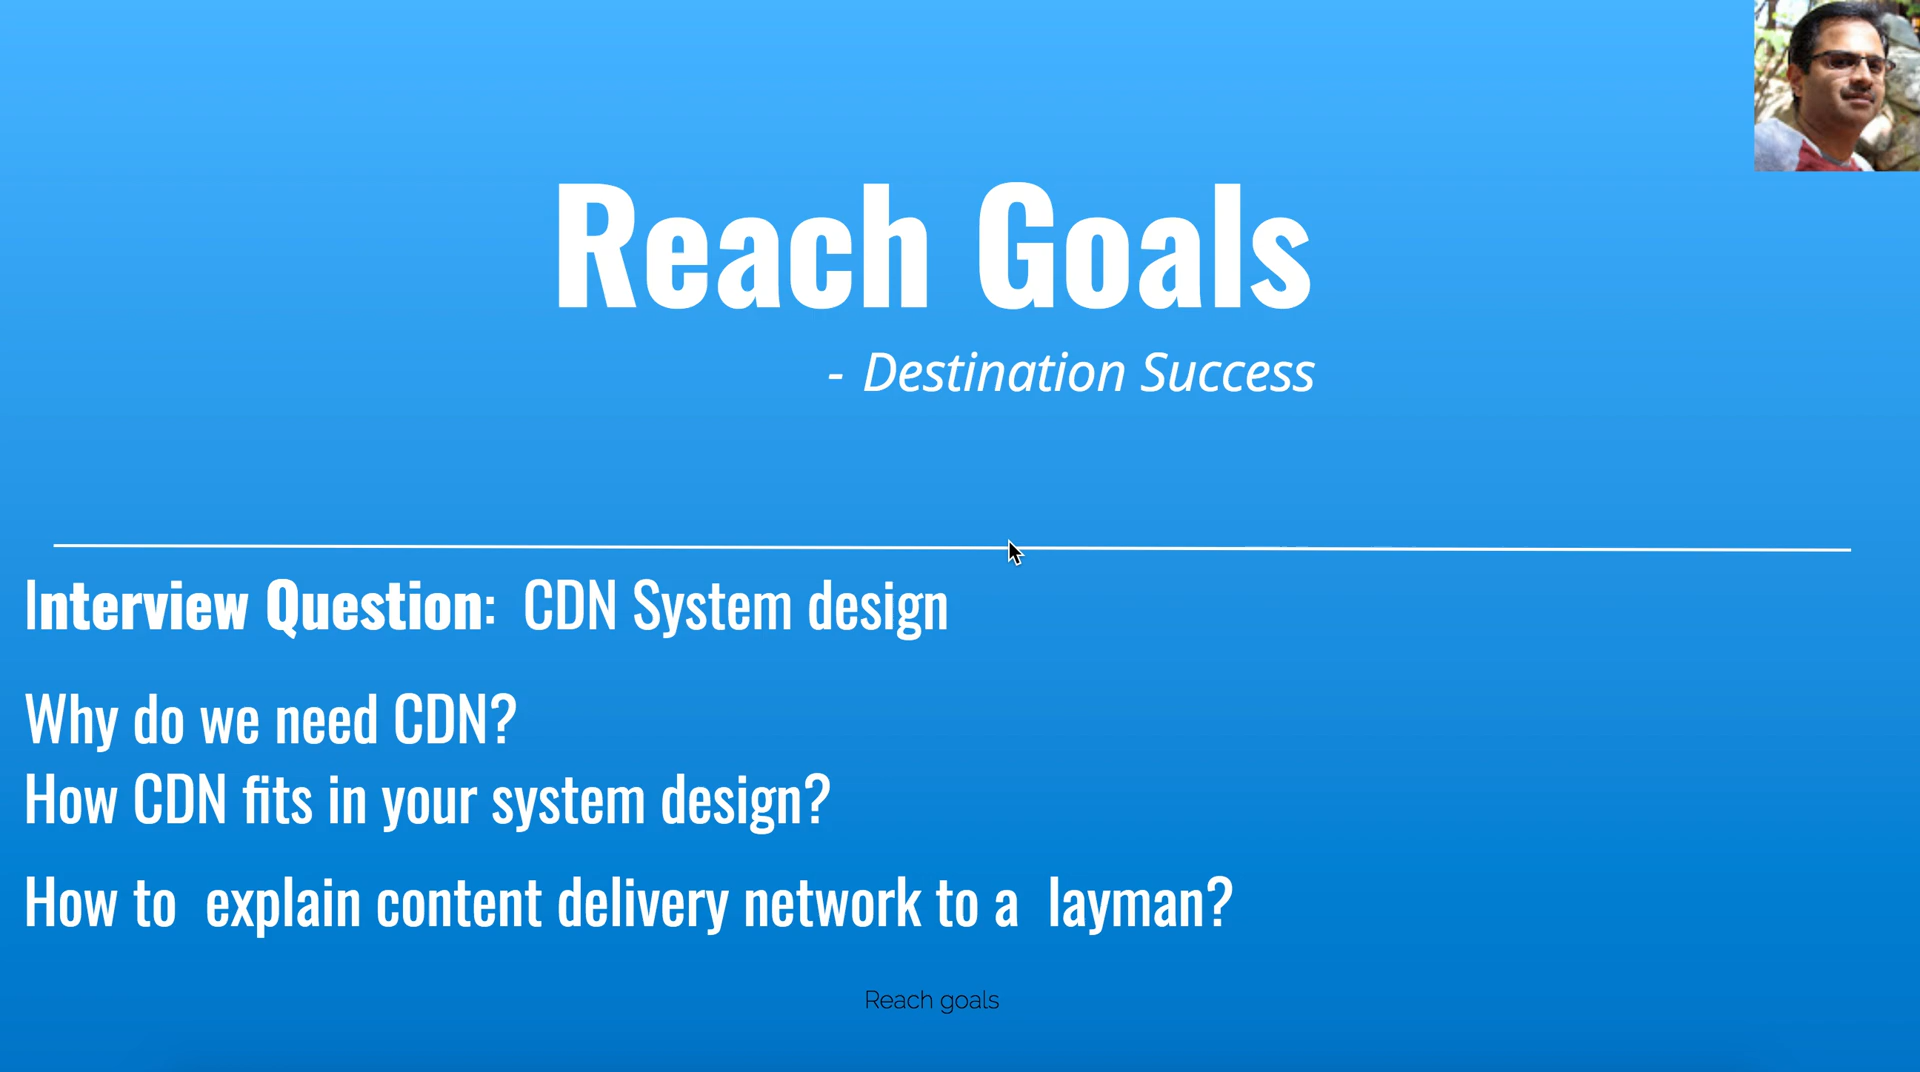 Reach Goals
- Destination Success
Interview Question: CDN System design
Why do we need CDN?
How CDN fits in your system design?
How to explain content delivery network to a layman?
Reach goals